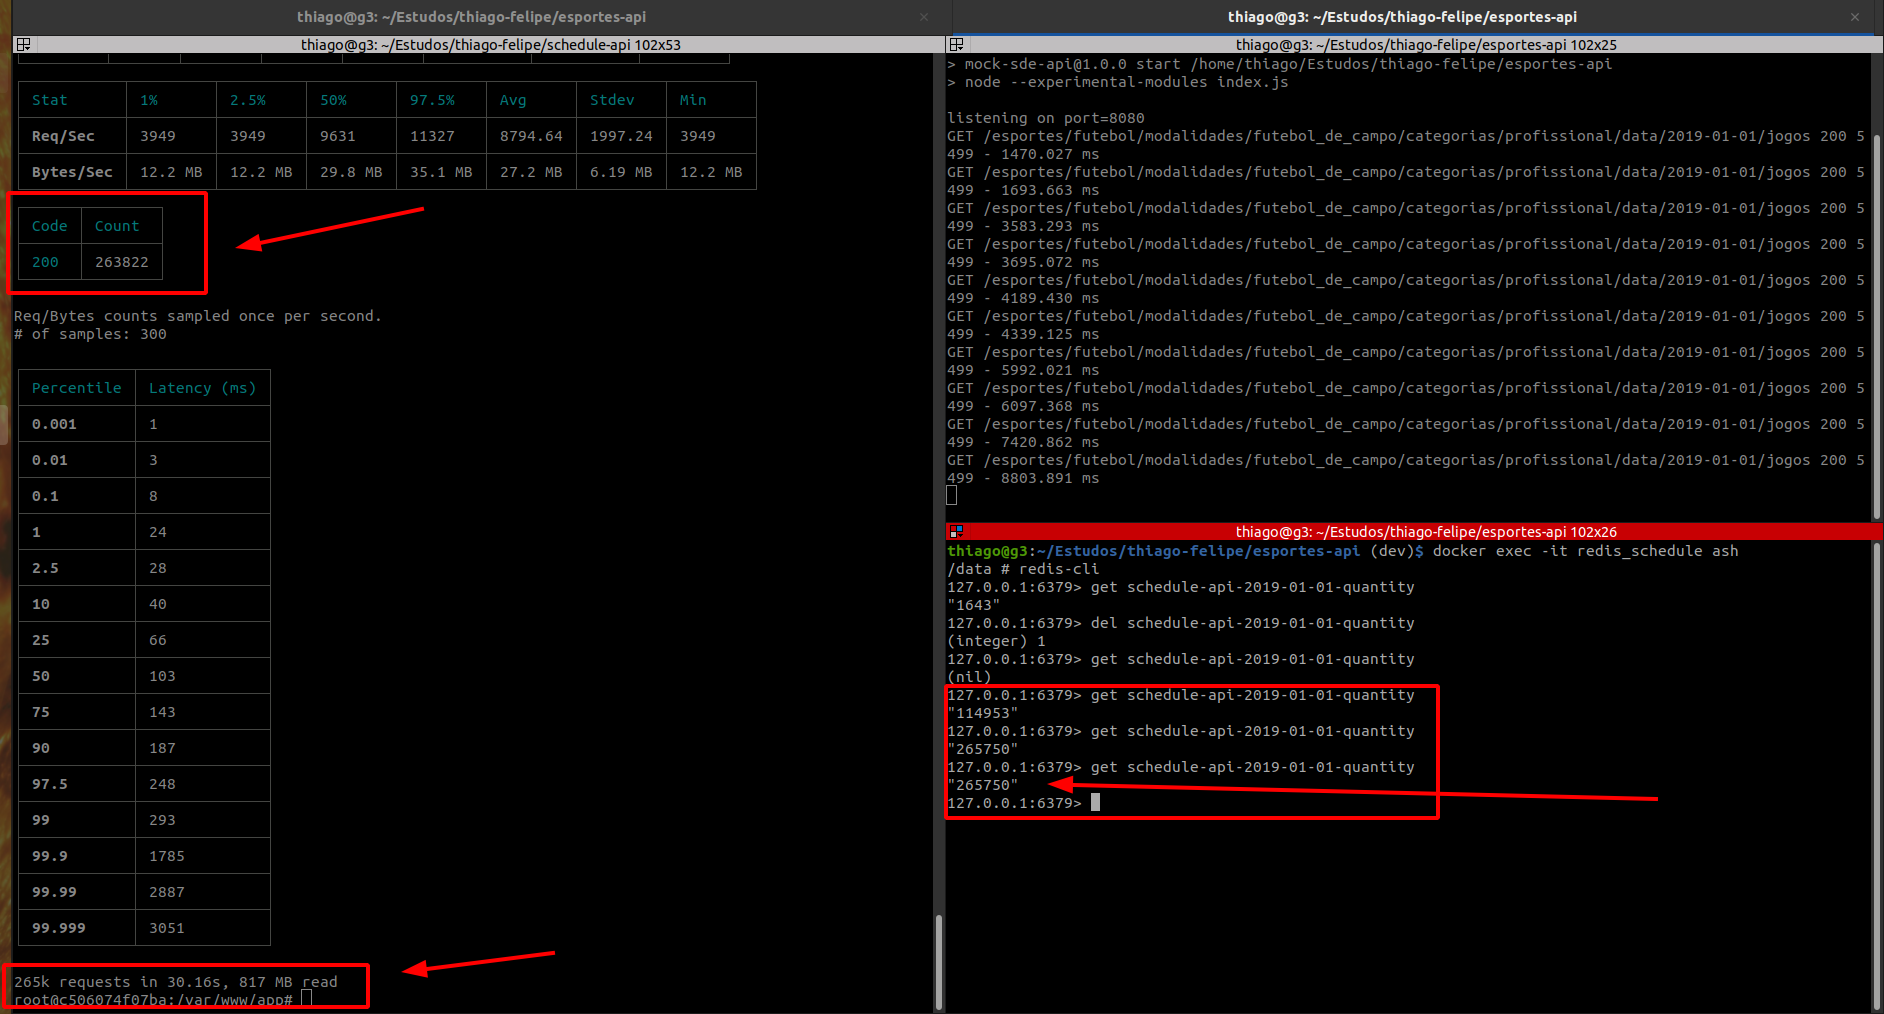 thiago@g3: ~/Estudos/thiago-felipe/esportes-api
thiago@g3: ~/Estudos/thiago-felipe/schedule-api 102x53
Stat 1% 2.5% 50% 97.5% Avg Stdev Min
Req/Sec 3949 3949 9631 11327 8794.64 1997.24 3949
Bytes/Sec 12.2 MB 12.2 MB 29.8 MB 35.1 MB 27.2 MB 6.19 MB 12.2 MB
Code Count
200 263822
Req/Bytes counts sampled once per second.
# of samples: 300
Percentile Latency (ms)
0.001 1
0.01 3
0.1 8
1 24
2.5 28
10 40
25 66
50 103
75 143
90 187
97.5 248
99 293
99.9 1785
99.99 2887
99.999 3051
265k requests in 30.16s, 817 MB read
root@c506074f07ba:/var/www/app#
thiago@g3: ~/Estudos/thiago-felipe/esportes-api
thiago@g3: ~/Estudos/thiago-felipe/esportes-api 102x25
> mock-sde-api@1.0.0 start /home/thiago/Estudos/thiago-felipe/esportes-api
> node --experimental-modules index.js
listening on port=8080
GET /esportes/futebol/modalidades/futebol_de_campo/categorias/profissional/data/2019-01-01/jogos 200 5
499 - 1470.027 ms
GET /esportes/futebol/modalidades/futebol_de_campo/categorias/profissional/data/2019-01-01/jogos 200 5
499 - 1693.663 ms
GET /esportes/futebol/modalidades/futebol_de_campo/categorias/profissional/data/2019-01-01/jogos 200 5
499 - 3583.293 ms
GET /esportes/futebol/modalidades/futebol_de_campo/categorias/profissional/data/2019-01-01/jogos 200 5
499 - 3695.072 ms
GET /esportes/futebol/modalidades/futebol_de_campo/categorias/profissional/data/2019-01-01/jogos 200 5
499 - 4189.430 ms
GET /esportes/futebol/modalidades/futebol_de_campo/categorias/profissional/data/2019-01-01/jogos 200 5
499 - 4339.125 ms
GET /esportes/futebol/modalidades/futebol_de_campo/categorias/profissional/data/2019-01-01/jogos 200 5
499 - 5992.021 ms
GET /esportes/futebol/modalidades/futebol_de_campo/categorias/profissional/data/2019-01-01/jogos 200 5
499 - 6097.368 ms
GET /esportes/futebol/modalidades/futebol_de_campo/categorias/profissional/data/2019-01-01/jogos 200 5
499 - 7420.862 ms
GET /esportes/futebol/modalidades/futebol_de_campo/categorias/profissional/data/2019-01-01/jogos 200 5
499 - 8803.891 ms
thiago@g3: ~/Estudos/thiago-felipe/esportes-api 102x26
thiago@g3:~/Estudos/thiago-felipe/esportes-api (dev)$ docker exec -it redis_schedule ash
/data # redis-cli
127.0.0.1:6379> get schedule-api-2019-01-01-quantity
"1643"
127.0.0.1:6379> del schedule-api-2019-01-01-quantity
(integer) 1
127.0.0.1:6379> get schedule-api-2019-01-01-quantity
(nil)
127.0.0.1:6379> get schedule-api-2019-01-01-quantity
"114953"
127.0.0.1:6379> get schedule-api-2019-01-01-quantity
"265750"
127.0.0.1:6379> get schedule-api-2019-01-01-quantity
"265750"
127.0.0.1:6379>